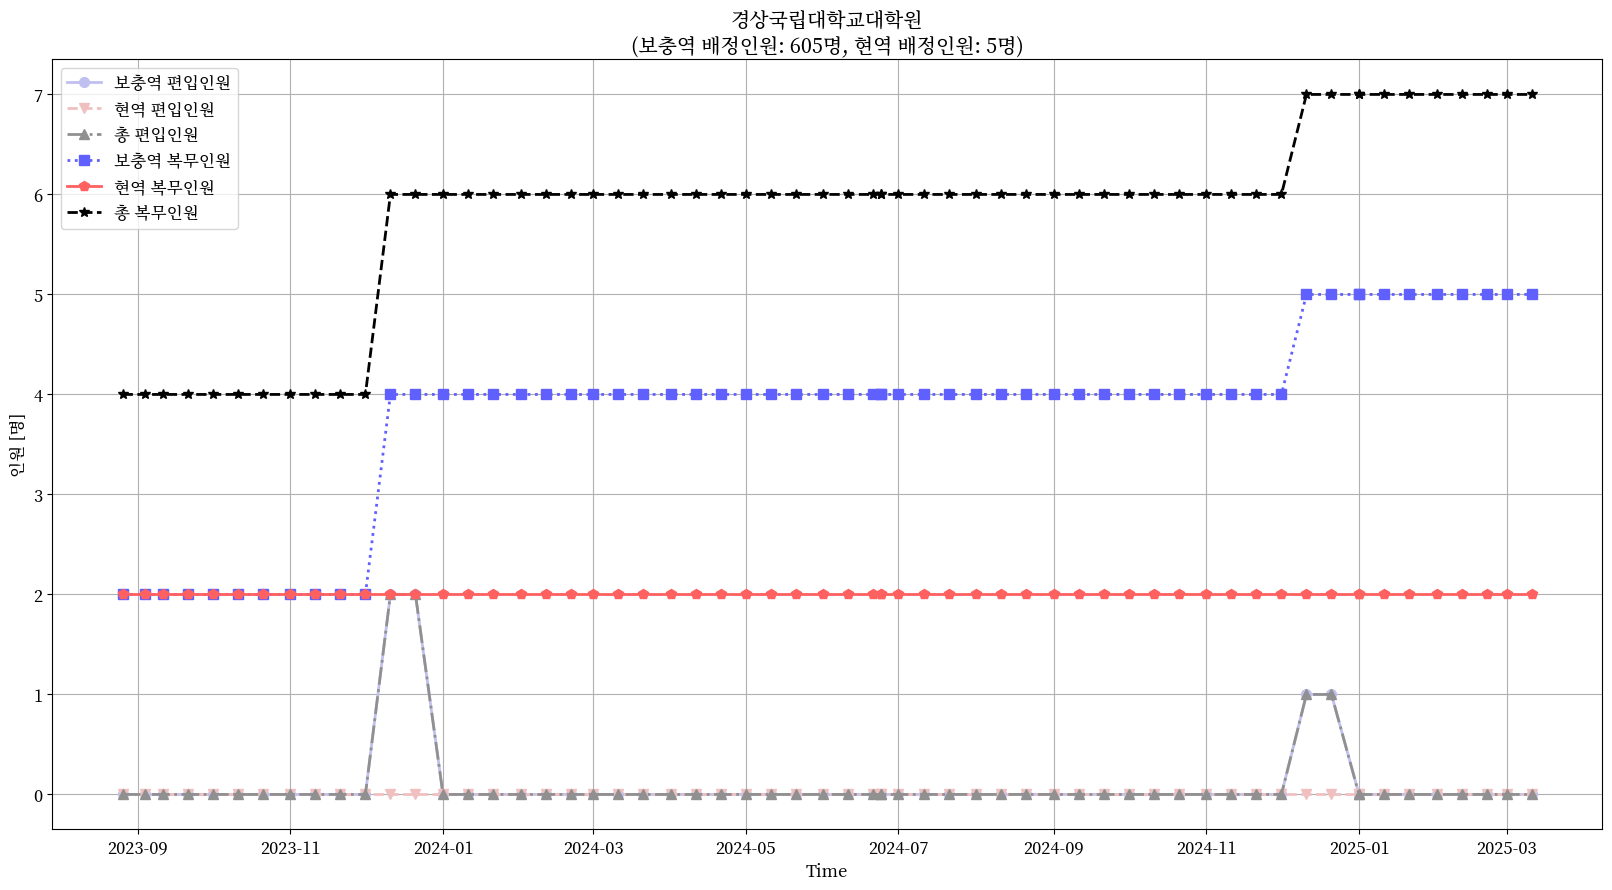 경상국립대학교대학원
(보충역 배정인원: 605명, 현역 배정인원: 5명)
보충역 편입인원
현역 편입인원
총 편입인원
보충역 복무인원
현역 복무인원
총 복무인원
7
6
5
4
3
2
1
0
인원 [명]
2023-09
2023-11
2024-01
2024-03
2024-05
2024-07
2024-09
2024-11
2025-01
2025-03
Time